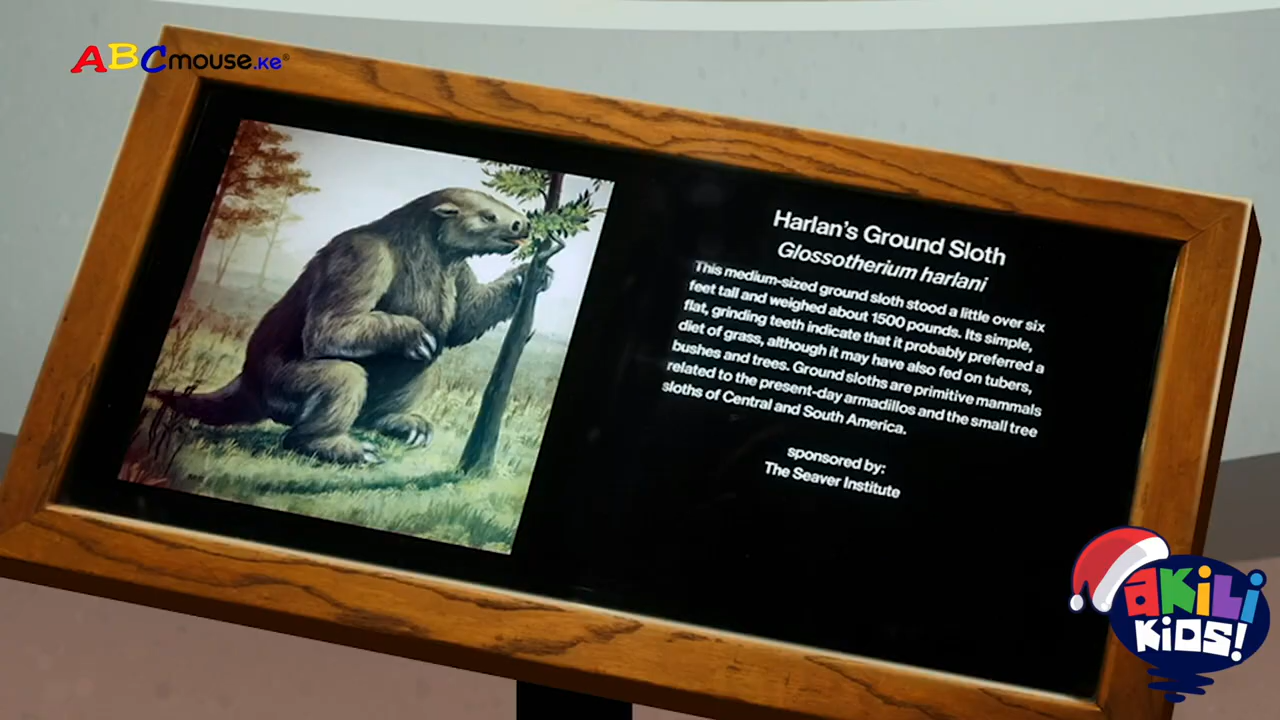 ABCmouse.ke®
Harlan's Ground Sloth
Glossotherium harlani
This medium-sized ground sloth stood a little over six
feet tall and weighed about 1500 pounds. Its simple,
flat, grinding teeth indicate that it probably preferred a
diet of grass, although it may have also fed on tubers,
bushes and trees. Ground sloths are primitive mammals
related to the present-day armadillos and the small tree
sloths of Central and South America.
sponsored by:
The Seaver Institute
AKiLi
KiDS!